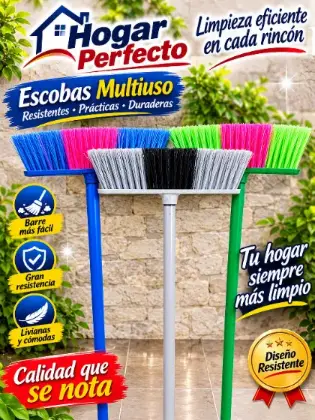 Hogar
Perfecto
Limpieza eficiente
en cada rincón
Escobas Multiuso
Resistentes • Prácticas • Duraderas
Barre
más fácil
Gran
resistencia
Livianas
y cómodas
Tu hogar
siempre
más limpio
Calidad que
se nota
Diseño
Resistente